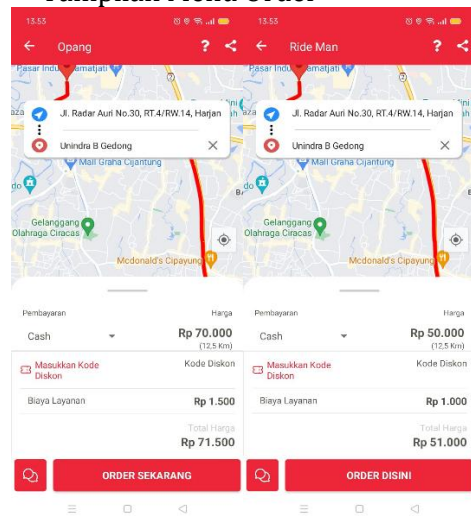 Tampilkan Menu Order
13.53
Opang
?
Pasar Indu
amatjati
Jl. Radar Auri No.30, RT.4/RW.14, Harjan
Unindra B Gedong
Mall Graha Cijantung
do
Gelanggang
Olahraga Ciracas
Mcdonald's Cipayung
Pembayaran
Harga
Cash
Rp 70.000
(12,5 Km)
Masukkan Kode
Diskon
Kode Diskon
Biaya Layanan
Rp 1.500
Total Harga
Rp 71.500
ORDER SEKARANG
13.53
Ride Man
?
Pasar Indu
amatjati
Jl. Radar Auri No.30, RT.4/RW.14, Harjan
Unindra B Gedong
Mall Graha Cijantung
do
Gelanggang
Olahraga Ciracas
Mcdonald's Cipayung
Pembayaran
Harga
Cash
Rp 50.000
(12,5 Km)
Masukkan Kode
Diskon
Kode Diskon
Biaya Layanan
Rp 1.000
Total Harga
Rp 51.000
ORDER DISINI